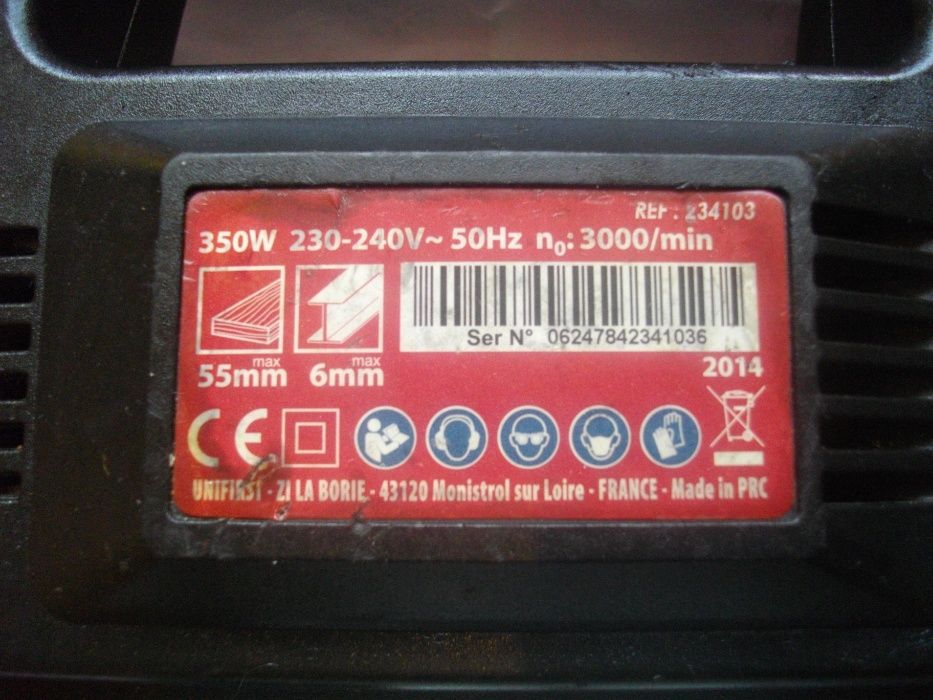 REF : 234103
350W 230-240V~ 50Hz n₀: 3000/min
Ser N° 06247842341036
max max
55mm 6mm
2014
CE
UNIFIRST - ZI LA BORIE - 43120 Monistrol sur Loire - FRANCE - Made in PRC